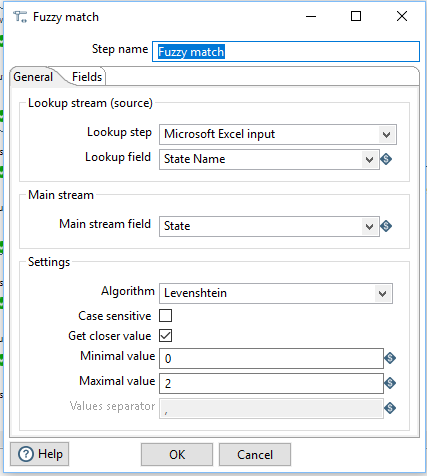 Fuzzy match
Step name Fuzzy match
General Fields
Lookup stream (source)
Lookup step Microsoft Excel input
Lookup field State Name
Main stream
Main stream field State
Settings
Algorithm Levenshtein
Case sensitive
Get closer value
Minimal value 0
Maximal value 2
Values separator ,
Help OK Cancel